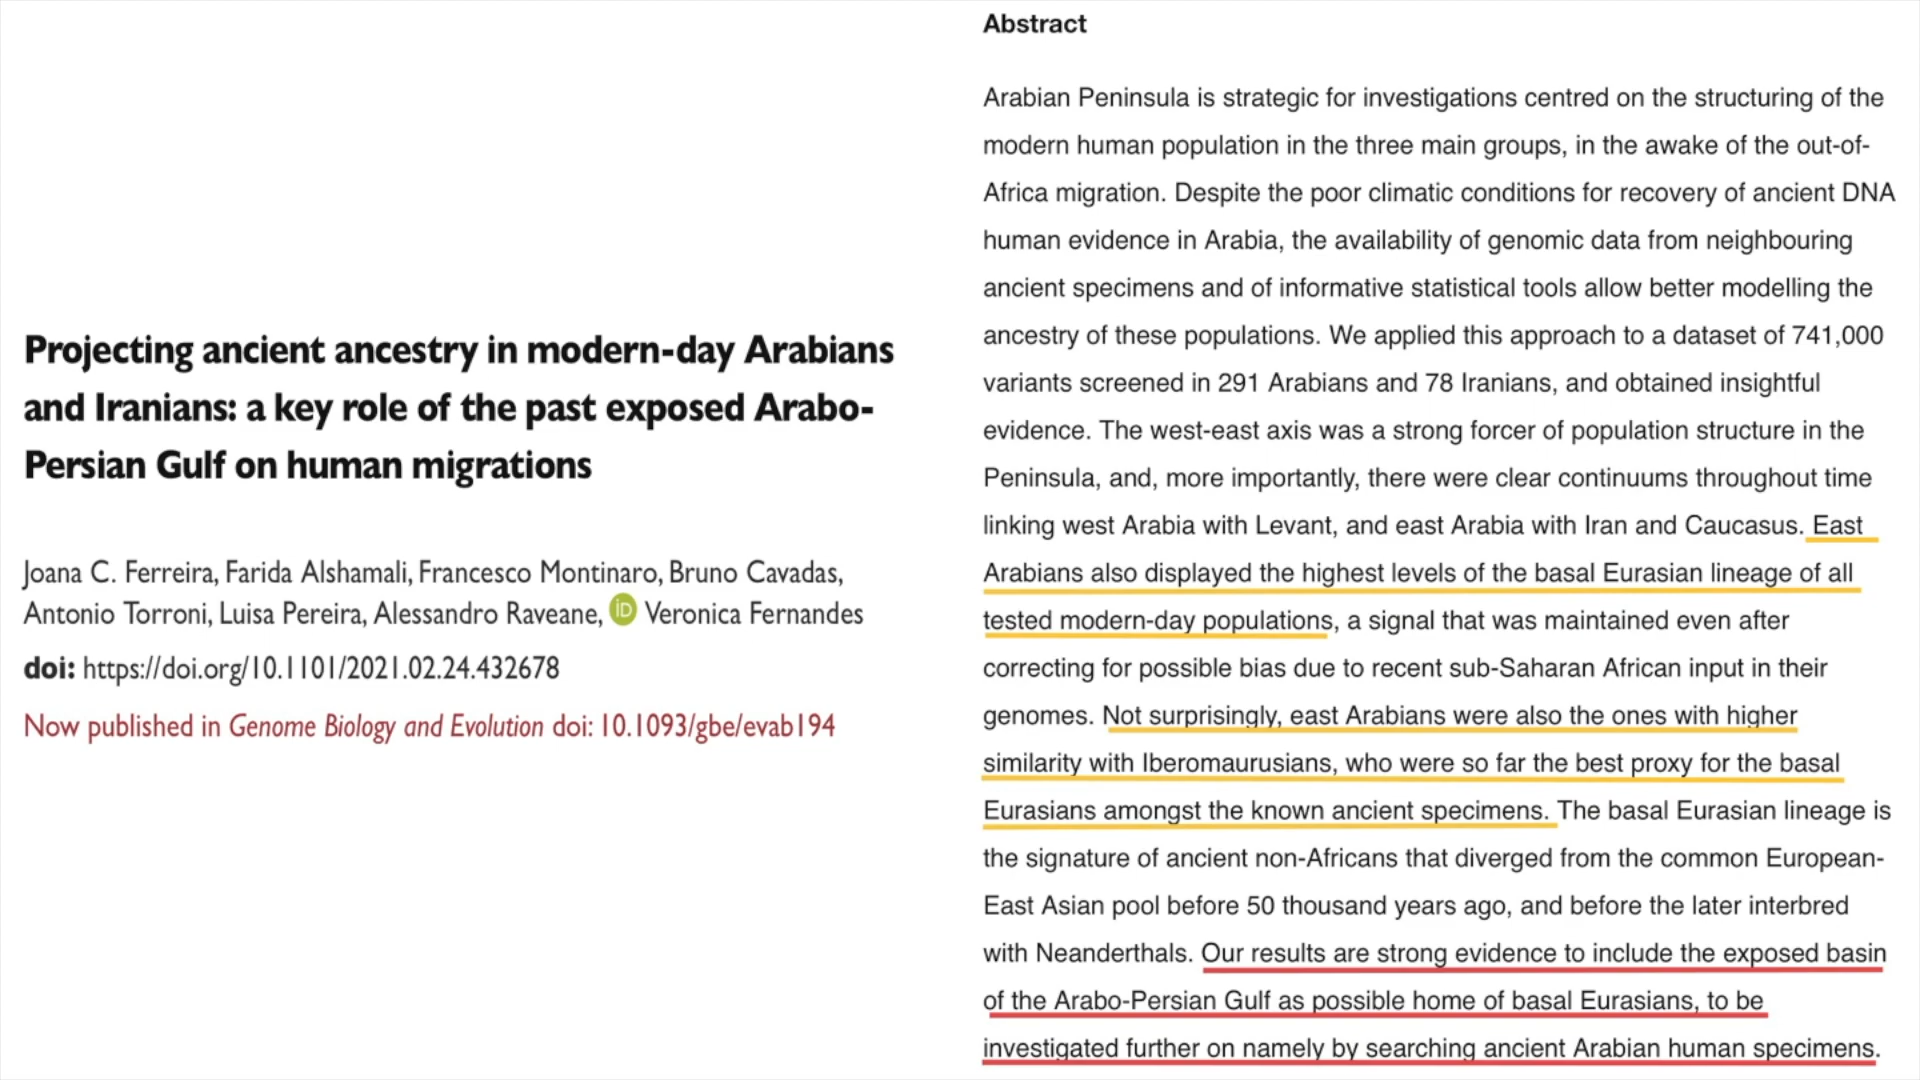 Projecting ancient ancestry in modern-day Arabians
and Iranians: a key role of the past exposed Arabo-
Persian Gulf on human migrations
Joana C. Ferreira, Farida Alshamali, Francesco Montinaro, Bruno Cavadas,
Antonio Torroni, Luisa Pereira, Alessandro Raveane, iD Veronica Fernandes
doi: https://doi.org/10.1101/2021.02.24.432678
Now published in Genome Biology and Evolution doi: 10.1093/gbe/evab194
Abstract
Arabian Peninsula is strategic for investigations centred on the structuring of the
modern human population in the three main groups, in the awake of the out-of-
Africa migration. Despite the poor climatic conditions for recovery of ancient DNA
human evidence in Arabia, the availability of genomic data from neighbouring
ancient specimens and of informative statistical tools allow better modelling the
ancestry of these populations. We applied this approach to a dataset of 741,000
variants screened in 291 Arabians and 78 Iranians, and obtained insightful
evidence. The west-east axis was a strong forcer of population structure in the
Peninsula, and, more importantly, there were clear continuums throughout time
linking west Arabia with Levant, and east Arabia with Iran and Caucasus. East
Arabians also displayed the highest levels of the basal Eurasian lineage of all
tested modern-day populations, a signal that was maintained even after
correcting for possible bias due to recent sub-Saharan African input in their
genomes. Not surprisingly, east Arabians were also the ones with higher
similarity with Iberomaurusians, who were so far the best proxy for the basal
Eurasians amongst the known ancient specimens. The basal Eurasian lineage is
the signature of ancient non-Africans that diverged from the common European-
East Asian pool before 50 thousand years ago, and before the later interbred
with Neanderthals. Our results are strong evidence to include the exposed basin
of the Arabo-Persian Gulf as possible home of basal Eurasians, to be
investigated further on namely by searching ancient Arabian human specimens.